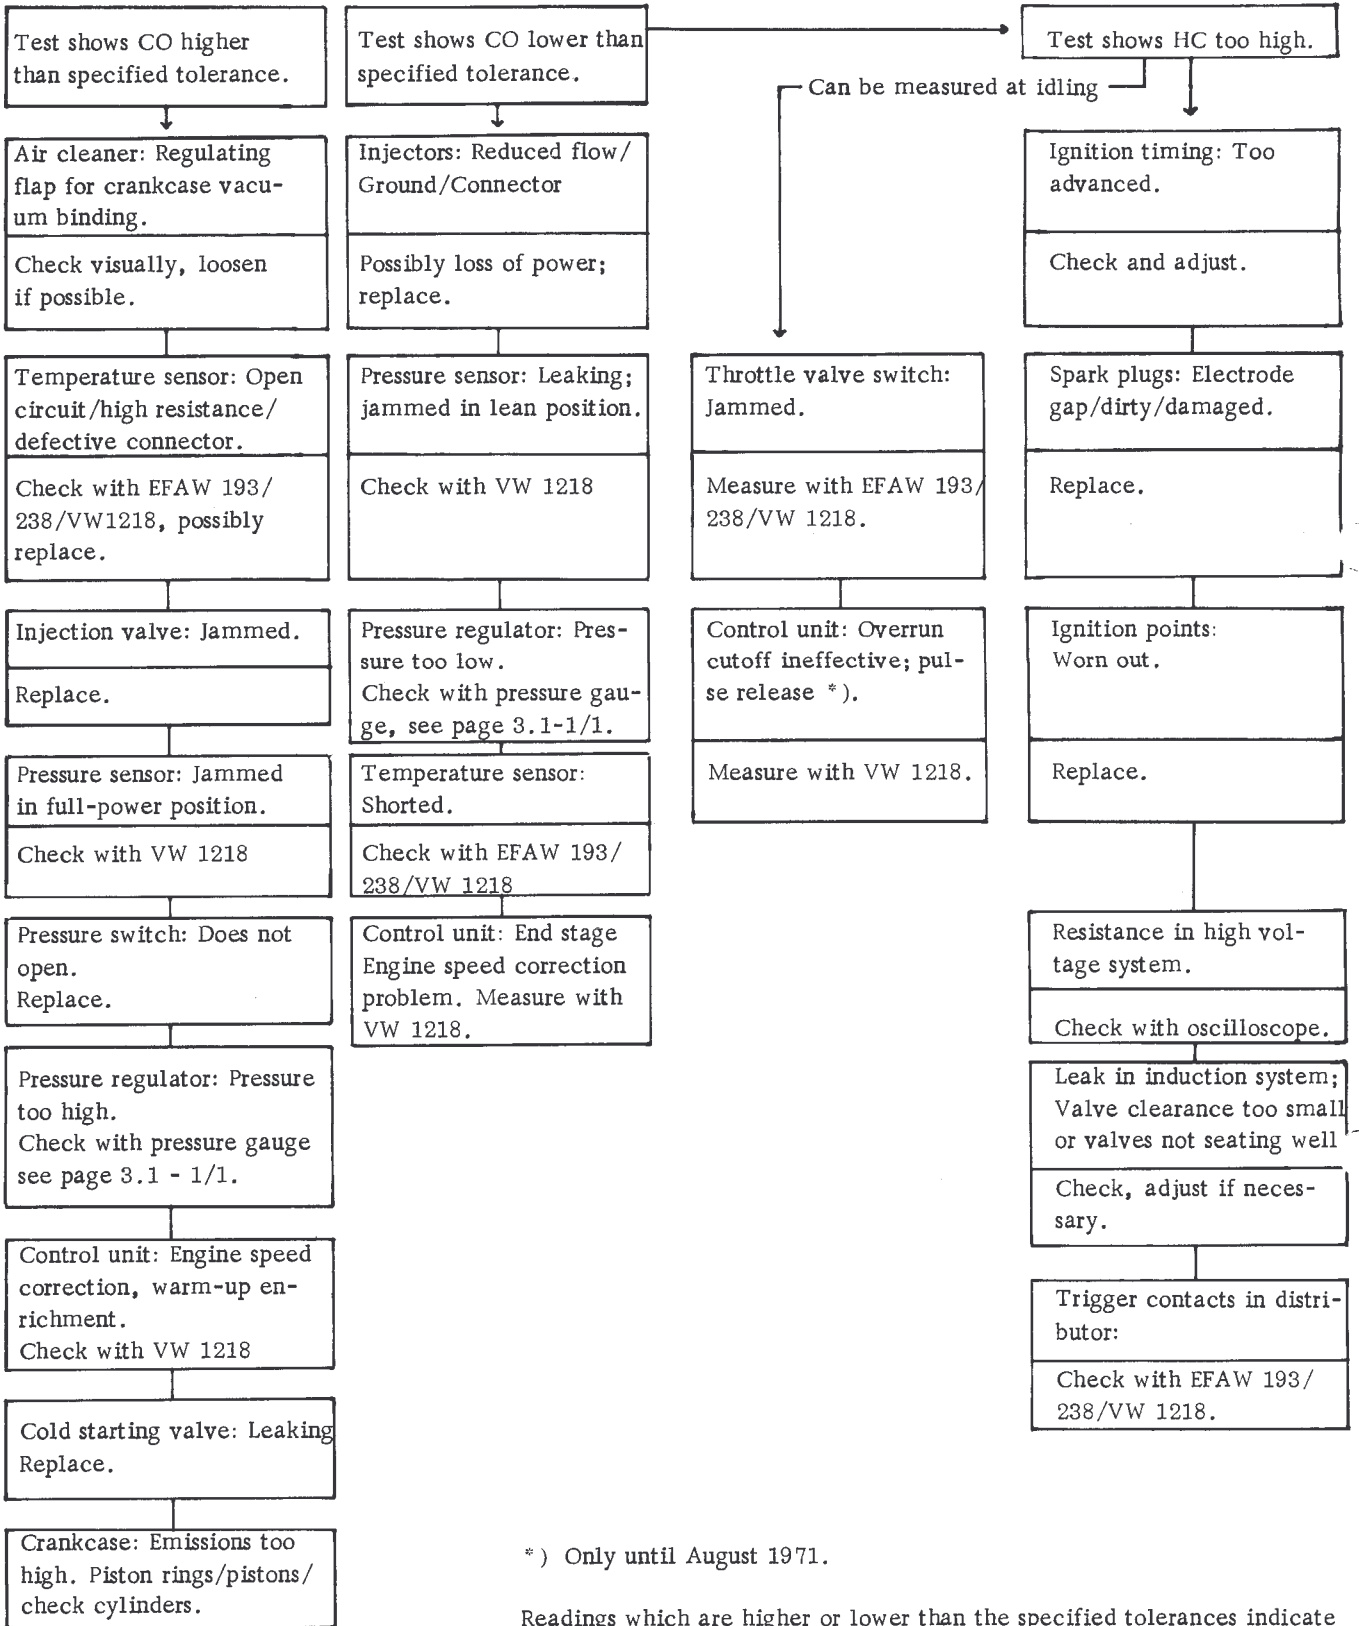 Test shows CO higher
than specified tolerance.
Air cleaner: Regulating
flap for crankcase vacu-
um binding.
Check visually, loosen
if possible.
Temperature sensor: Open
circuit/high resistance/
defective connector.
Check with EFAW 193/
238/VW1218, possibly
replace.
Injection valve: Jammed.
Replace.
Pressure sensor: Jammed
in full-power position.
Check with VW 1218
Pressure switch: Does not
open.
Replace.
Pressure regulator: Pressure
too high.
Check with pressure gauge
see page 3.1 - 1/1.
Control unit: Engine speed
correction, warm-up en-
richment.
Check with VW 1218
Cold starting valve: Leaking
Replace.
Crankcase: Emissions too
high. Piston rings/pistons/
check cylinders.
Test shows CO lower than
specified tolerance.
Injectors: Reduced flow/
Ground/Connector
Possibly loss of power;
replace.
Pressure sensor: Leaking;
jammed in lean position.
Check with VW 1218
Pressure regulator: Pres-
sure too low.
Check with pressure gau-
ge, see page 3.1-1/1.
Temperature sensor:
Shorted.
Check with EFAW 193/
238/VW 1218
Control unit: End stage
Engine speed correction
problem. Measure with
VW 1218.
Can be measured at idling
Throttle valve switch:
Jammed.
Measure with EFAW 193/
238/VW 1218.
Control unit: Overrun
cutoff ineffective; pul-
se release *).
Measure with VW 1218.
Test shows HC too high.
Ignition timing: Too
advanced.
Check and adjust.
Spark plugs: Electrode
gap/dirty/damaged.
Replace.
Ignition points:
Worn out.
Replace.
Resistance in high vol-
tage system.
Check with oscilloscope.
Leak in induction system;
Valve clearance too small
or valves not seating well
Check, adjust if neces-
sary.
Trigger contacts in distri-
butor:
Check with EFAW 193/
238/VW 1218.
*) Only until August 1971.
Readings which are higher or lower than the specified tolerances indicate